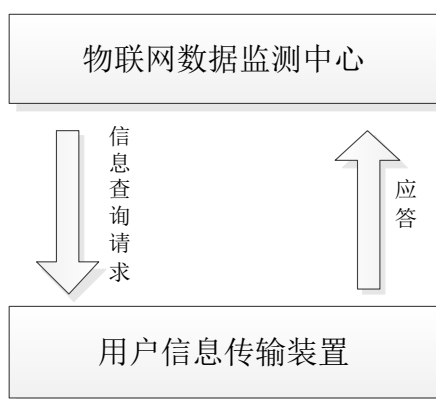 物联网数据监测中心
信息查询请求
应答
用户信息传输装置